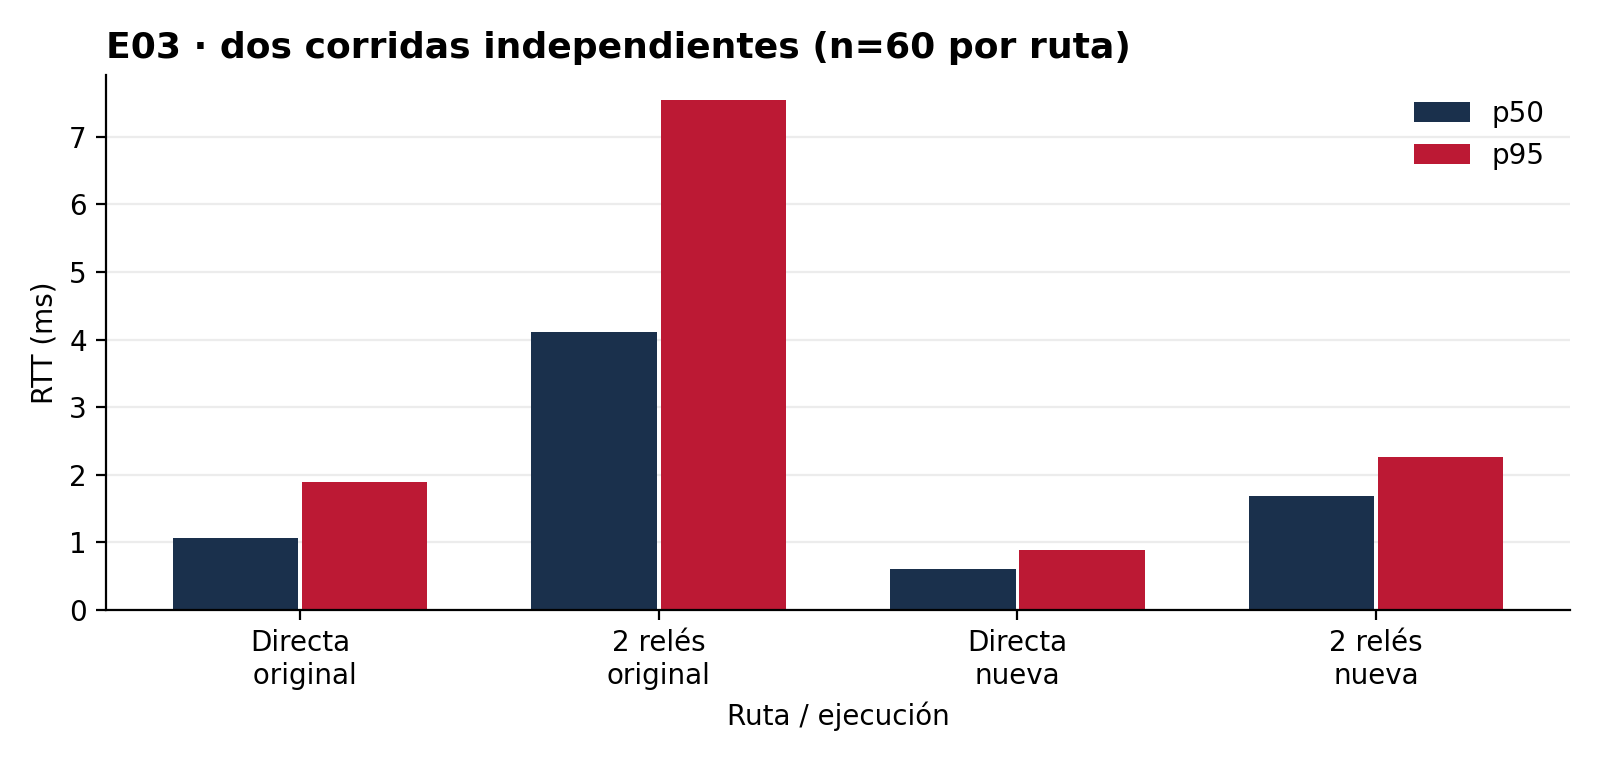 E03 · dos corridas independientes (n=60 por ruta)
p50
p95
RTT (ms)
7
6
5
4
3
2
1
0
Directa
original
2 relés
original
Directa
nueva
2 relés
nueva
Ruta / ejecución